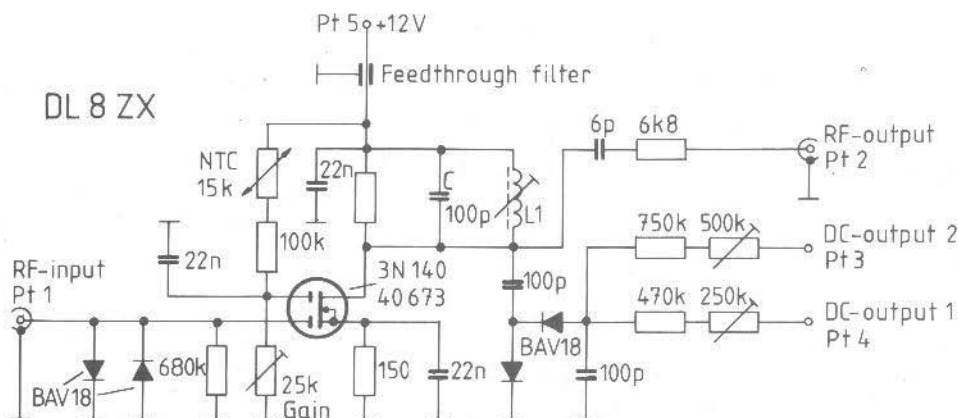 Pt 5 +12V
Feedthrough filter
DL 8 ZX
NTC
15k
22n
C
100p
L1
6p
6k8
RF-output
Pt 2
100k
22n
750k
500k
DC-output 2
Pt3
RF-input
Pt 1
3N 140
40 673
100p
470k
250k
DC-output 1
Pt 4
BAV18
BAV18
680k
25k
Gain
150
22n
100p